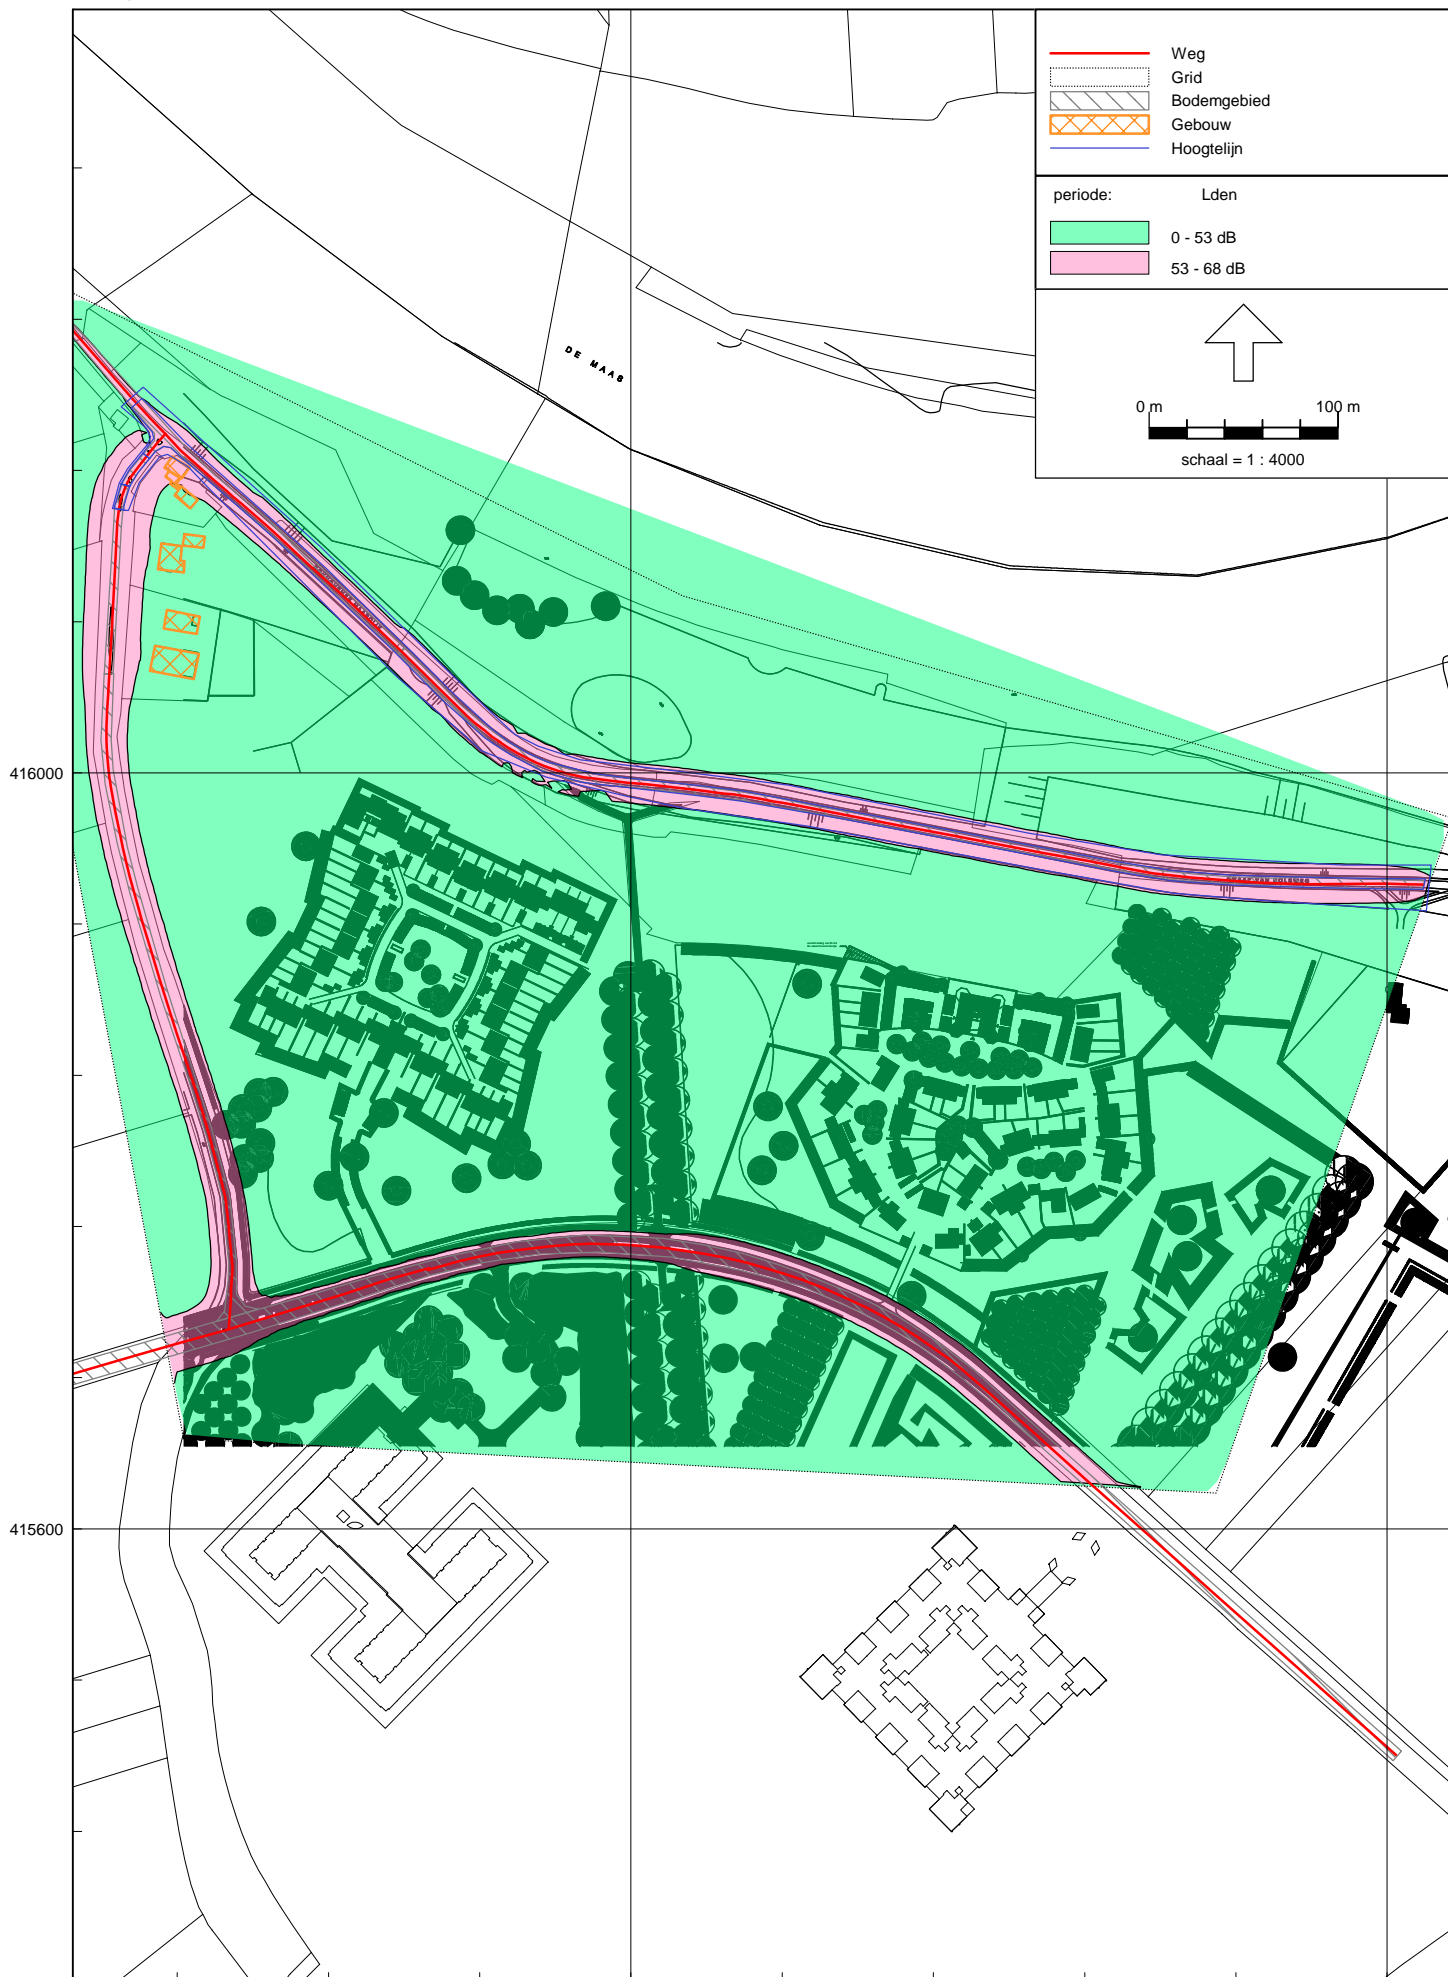 Weg
Grid
Bodemgebied
Gebouw
Hoogtelijn
periode: Lden
0 - 53 dB
53 - 68 dB
0 m 100 m
schaal = 1 : 4000
DE MAAS
416000
415600